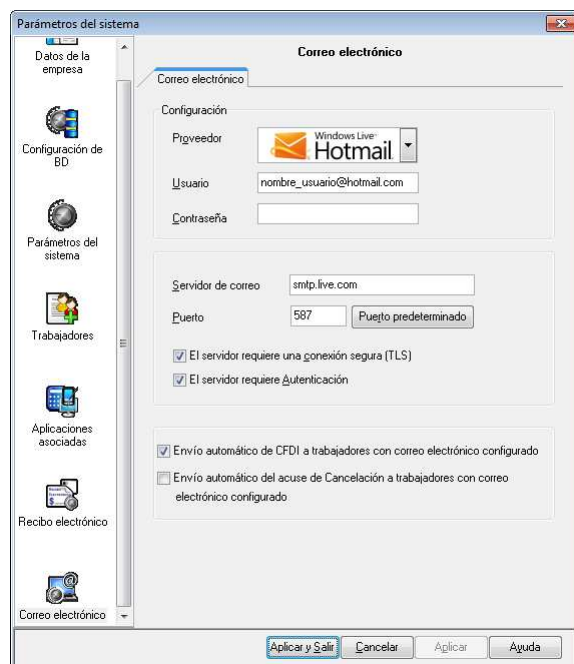 Parámetros del sistema
Datos de la
empresa
Configuración de
BD
Parámetros del
sistema
Trabajadores
Aplicaciones
asociadas
Recibo electrónico
Correo electrónico
Correo electrónico
Correo electrónico
Configuración
Proveedor
Windows Live
Hotmail
Usuario
nombre_usuario@hotmail.com
Contraseña
Servidor de correo
smtp.live.com
Puerto
587
Puerto predeterminado
El servidor requiere una conexión segura (TLS)
El servidor requiere Autenticación
Envío automático de CFDI a trabajadores con correo electrónico configurado
Envío automático del acuse de Cancelación a trabajadores con correo
electrónico configurado
Aplicar y Salir
Cancelar
Aplicar
Ayuda